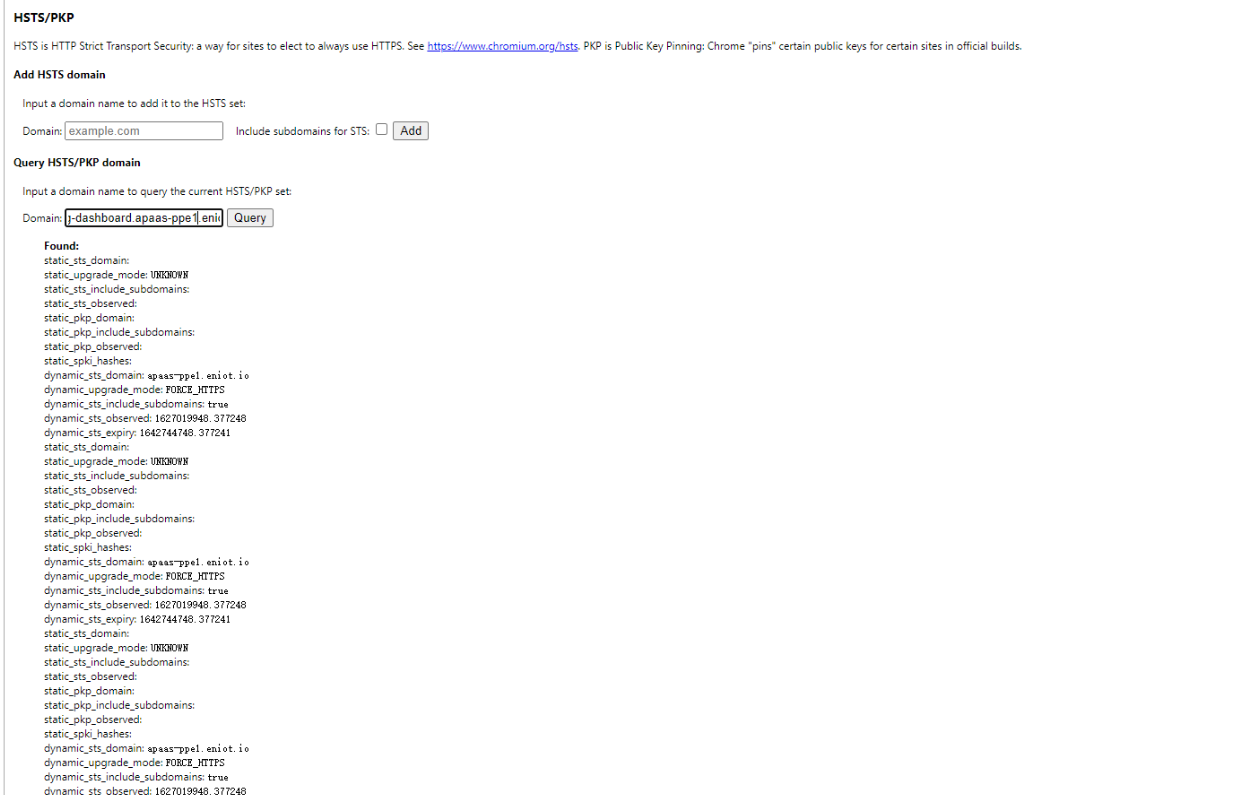 HSTS/PKP
HSTS is HTTP Strict Transport Security: a way for sites to elect to always use HTTPS. See https://www.chromium.org/hsts. PKP is Public Key Pinning: Chrome "pins" certain public keys for certain sites in official builds.
Add HSTS domain
Input a domain name to add it to the HSTS set:
Domain: example.com Include subdomains for STS: Add
Query HSTS/PKP domain
Input a domain name to query the current HSTS/PKP set:
Domain: g-dashboard.apaas-ppe1.enic Query
Found:
static_sts_domain:
static_upgrade_mode: UNKNOWN
static_sts_include_subdomains:
static_sts_observed:
static_pkp_domain:
static_pkp_include_subdomains:
static_pkp_observed:
static_spki_hashes:
dynamic_sts_domain: apaas-ppe1.eniot.io
dynamic_upgrade_mode: FORCE_HTTPS
dynamic_sts_include_subdomains: true
dynamic_sts_observed: 1627019948.377248
dynamic_sts_expiry: 1642744748.377241
static_sts_domain:
static_upgrade_mode: UNKNOWN
static_sts_include_subdomains:
static_sts_observed:
static_pkp_domain:
static_pkp_include_subdomains:
static_pkp_observed:
static_spki_hashes:
dynamic_sts_domain: apaas-ppe1.eniot.io
dynamic_upgrade_mode: FORCE_HTTPS
dynamic_sts_include_subdomains: true
dynamic_sts_observed: 1627019948.377248
dynamic_sts_expiry: 1642744748.377241
static_sts_domain:
static_upgrade_mode: UNKNOWN
static_sts_include_subdomains:
static_sts_observed:
static_pkp_domain:
static_pkp_include_subdomains:
static_pkp_observed:
static_spki_hashes:
dynamic_sts_domain: apaas-ppe1.eniot.io
dynamic_upgrade_mode: FORCE_HTTPS
dynamic_sts_include_subdomains: true
dynamic_sts_observed: 1627019948.377248